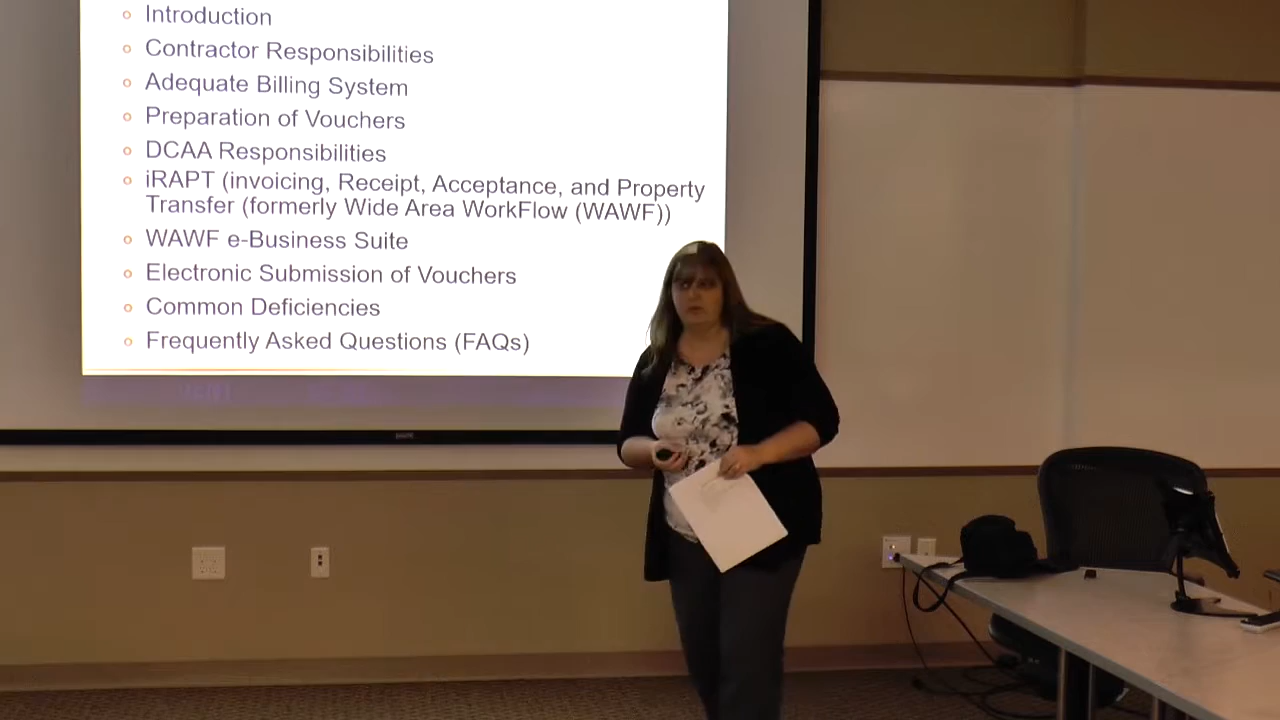 Introduction
Contractor Responsibilities
Adequate Billing System
Preparation of Vouchers
DCAA Responsibilities
iRAPT (invoicing, Receipt, Acceptance, and Property
Transfer (formerly Wide Area WorkFlow (WAWF))
WAWF e-Business Suite
Electronic Submission of Vouchers
Common Deficiencies
Frequently Asked Questions (FAQs)